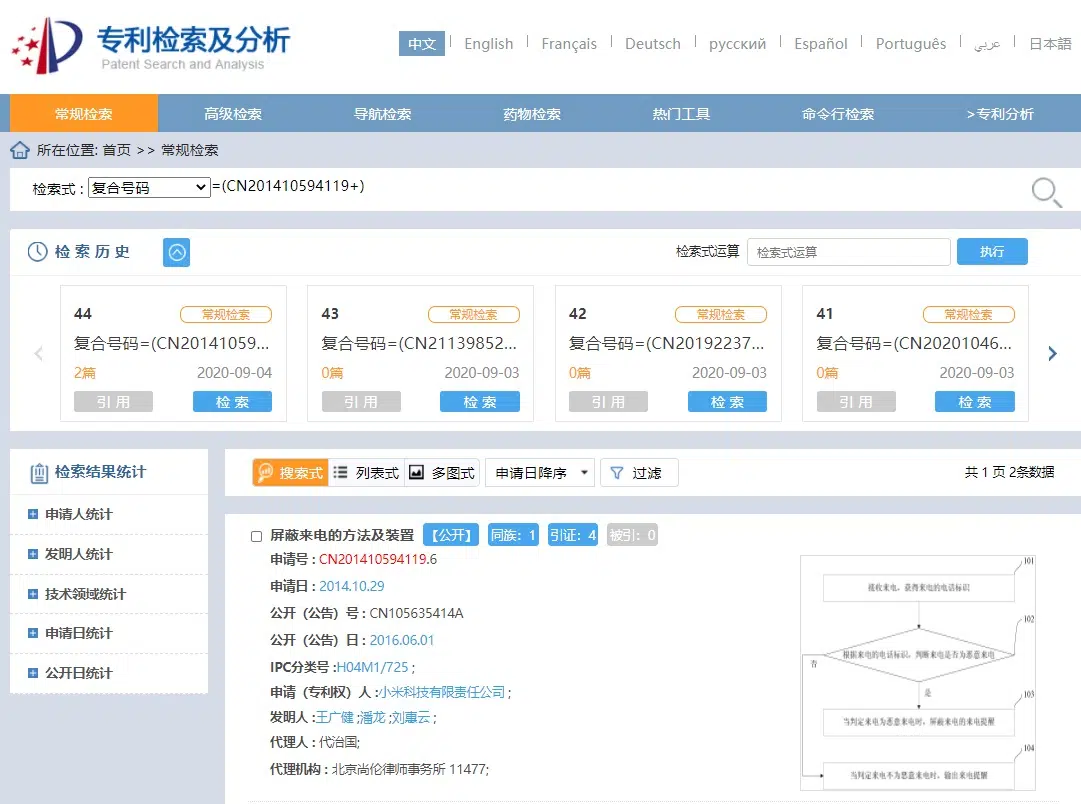 专利检索及分析
Patent Search and Analysis
中文 English Français Deutsch русский Español Português عربي 日本語
常规检索 高级检索 导航检索 药物检索 热门工具 命令行检索 >专利分析
所在位置: 首页 >> 常规检索
检索式 : 复合号码 =(CN201410594119+)
检索历史 检索式运算 检索式运算 执行
44 常规检索 43 常规检索 42 常规检索 41 常规检索
复合号码=(CN20141059... 复合号码=(CN21139852... 复合号码=(CN20192237... 复合号码=(CN20201046...
2篇 2020-09-04 0篇 2020-09-03 0篇 2020-09-03 0篇 2020-09-03
引用 检索 引用 检索 引用 检索 引用 检索
检索结果统计
申请人统计
发明人统计
技术领域统计
申请日统计
公开日统计
搜索式 列表式 多图式 申请日降序 过滤 共 1 页 2条数据
屏蔽来电的方法及装置 【公开】 同族: 1 引证: 4 被引: 0
申请号 : CN201410594119.6
申请日 : 2014.10.29
公开（公告）号 : CN105635414A
公开（公告）日 : 2016.06.01
IPC分类号 :H04M1/725 ;
申请（专利权）人 :小米科技有限责任公司 ;
发明人 :王广健 ;潘龙 ;刘惠云 ;
代理人 : 代治国;
代理机构 : 北京尚伦律师事务所 11477;
101
接收来电，获得来电的电话标识
102
根据来电的电话标识，判断来电是否为恶意来电
否
是
103
当判定来电为恶意来电时，屏蔽来电的来电提醒
104
当判定来电不为恶意来电时，输出来电提醒